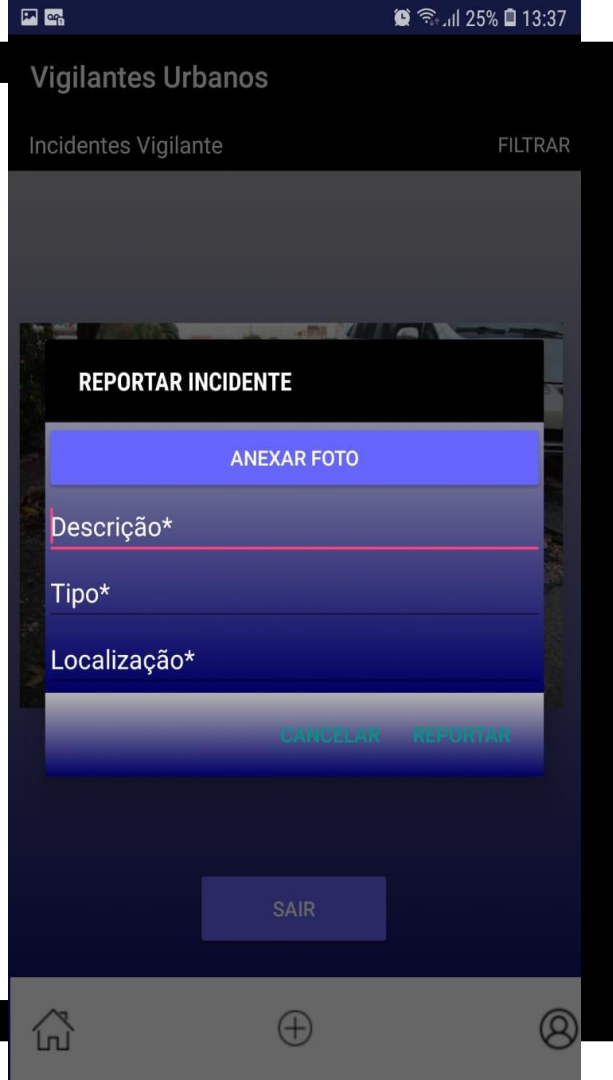 25% 13:37
Vigilantes Urbanos
Incidentes Vigilante FILTRAR
REPORTAR INCIDENTE
ANEXAR FOTO
Descrição*
Tipo*
Localização*
CANCELAR REPORTAR
SAIR